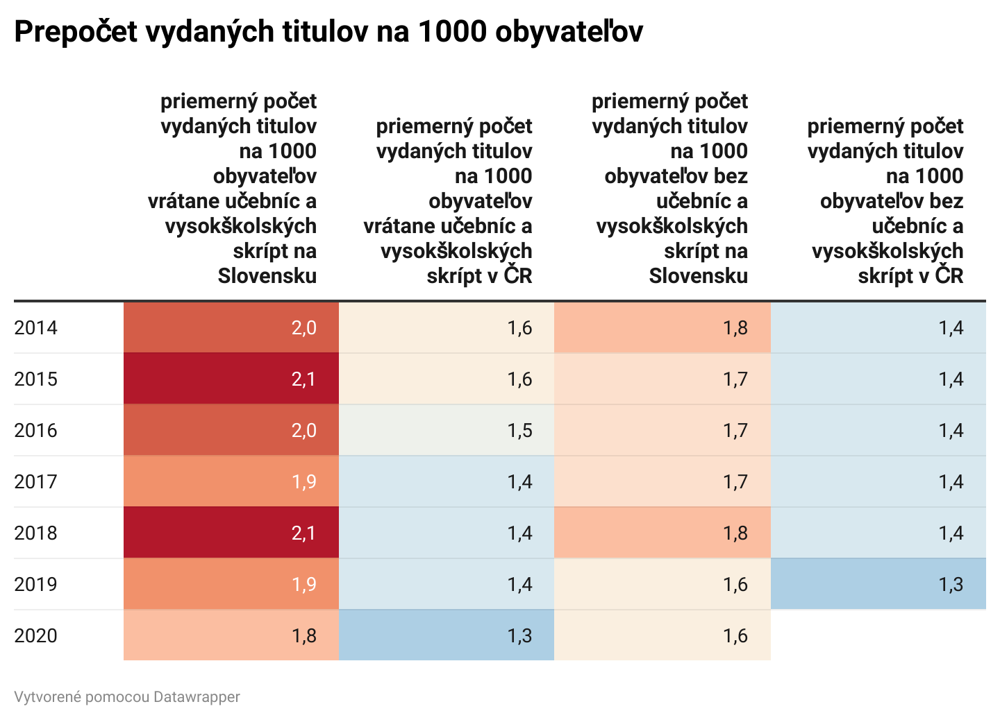 Prepočet vydaných titulov na 1000 obyvateľov
priemerný počet
vydaných titulov
na 1000
obyvateľov
vrátane učebníc a
vysokškolských
skrípt na
Slovensku
priemerný počet
vydaných titulov
na 1000
obyvateľov
vrátane učebníc a
vysokškolských
skrípt v ČR
priemerný počet
vydaných titulov
na 1000
obyvateľov bez
učebníc a
vysokškolských
skrípt na
Slovensku
priemerný počet
vydaných titulov
na 1000
obyvateľov bez
učebníc a
vysokškolských
skrípt v ČR
2014 2,0 1,6 1,8 1,4
2015 2,1 1,6 1,7 1,4
2016 2,0 1,5 1,7 1,4
2017 1,9 1,4 1,7 1,4
2018 2,1 1,4 1,8 1,4
2019 1,9 1,4 1,6 1,3
2020 1,8 1,3 1,6
Vytvorené pomocou Datawrapper